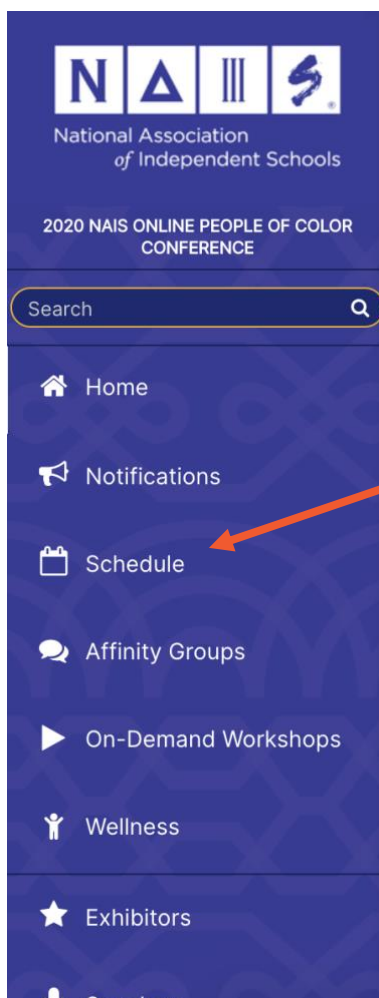 NAIS®
National Association
of Independent Schools
2020 NAIS ONLINE PEOPLE OF COLOR
CONFERENCE
Search
Home
Notifications
Schedule
Affinity Groups
On-Demand Workshops
Wellness
Exhibitors